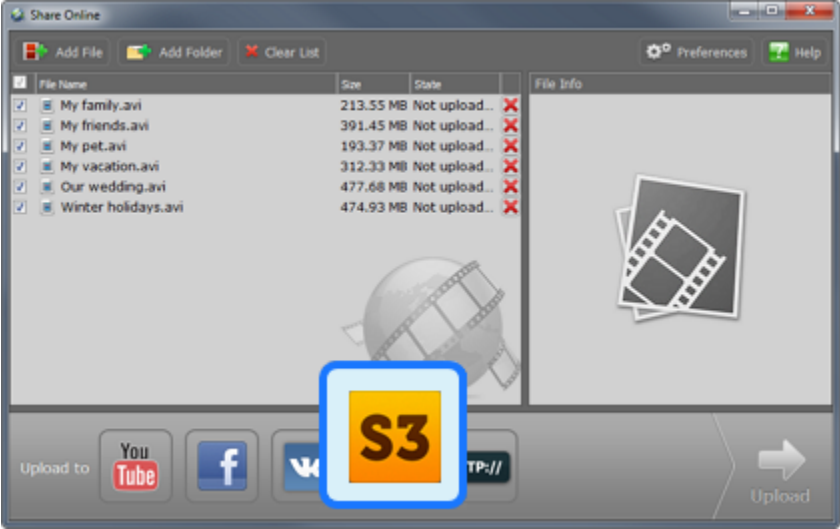 Share Online
Add File Add Folder Clear List Preferences Help
File Name Size State File Info
My family.avi 213.55 MB Not upload...
My friends.avi 391.45 MB Not upload...
My pet.avi 193.37 MB Not upload...
My vacation.avi 312.33 MB Not upload...
Our wedding.avi 477.68 MB Not upload...
Winter holidays.avi 474.93 MB Not upload...
Upload to You Tube f S3 TP:// Upload